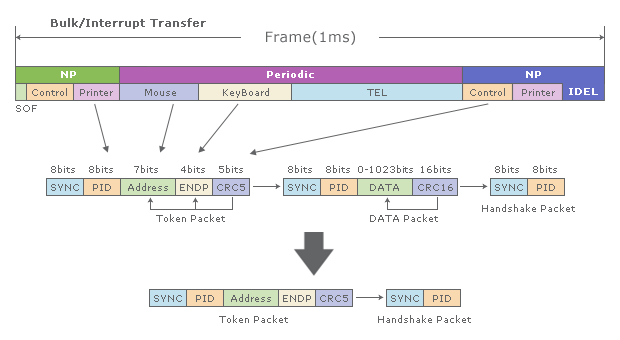 Bulk/Interrupt Transfer
Frame(1ms)
NP Periodic NP
Control Printer Mouse KeyBoard TEL Control Printer IDEL
SOF
8bits 8bits 7bits 4bits 5bits 8bits 8bits 0-1023bits 16bits 8bits 8bits
SYNC PID Address ENDP CRC5 SYNC PID DATA CRC16 SYNC PID
Token Packet DATA Packet Handshake Packet
SYNC PID Address ENDP CRC5 SYNC PID
Token Packet Handshake Packet